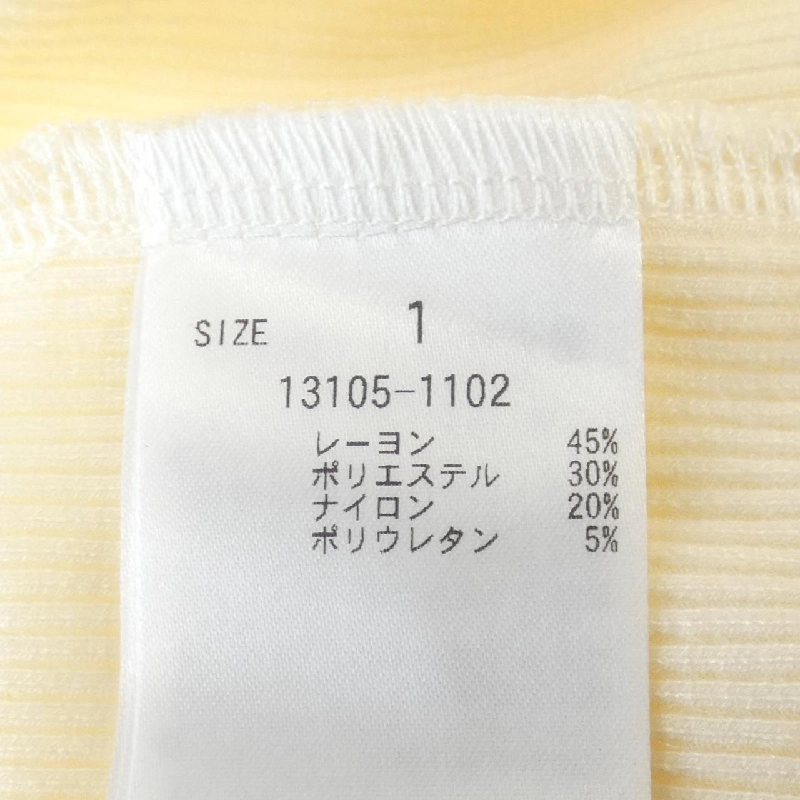 SIZE 1
13105-1102
レーヨン 45%
ポリエステル 30%
ナイロン 20%
ポリウレタン 5%